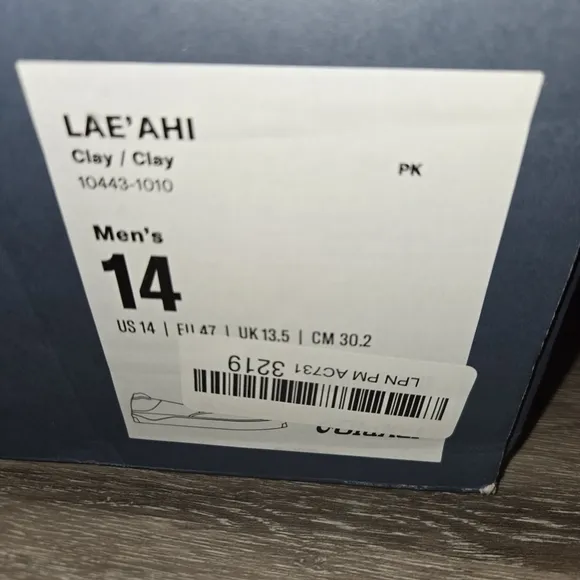 LAE'AHI
Clay / Clay
PK
10443-1010
Men's
14
US 14 | EU 47 | UK 13.5 | CM 30.2
LPN PM AC731 3219